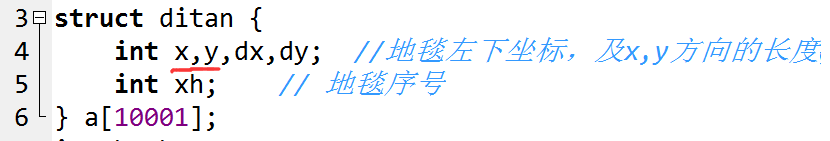 3 struct ditan {
4 int x,y,dx,dy; //地毯左下坐标，及x,y方向的长度
5 int xh; // 地毯序号
6 } a[10001];